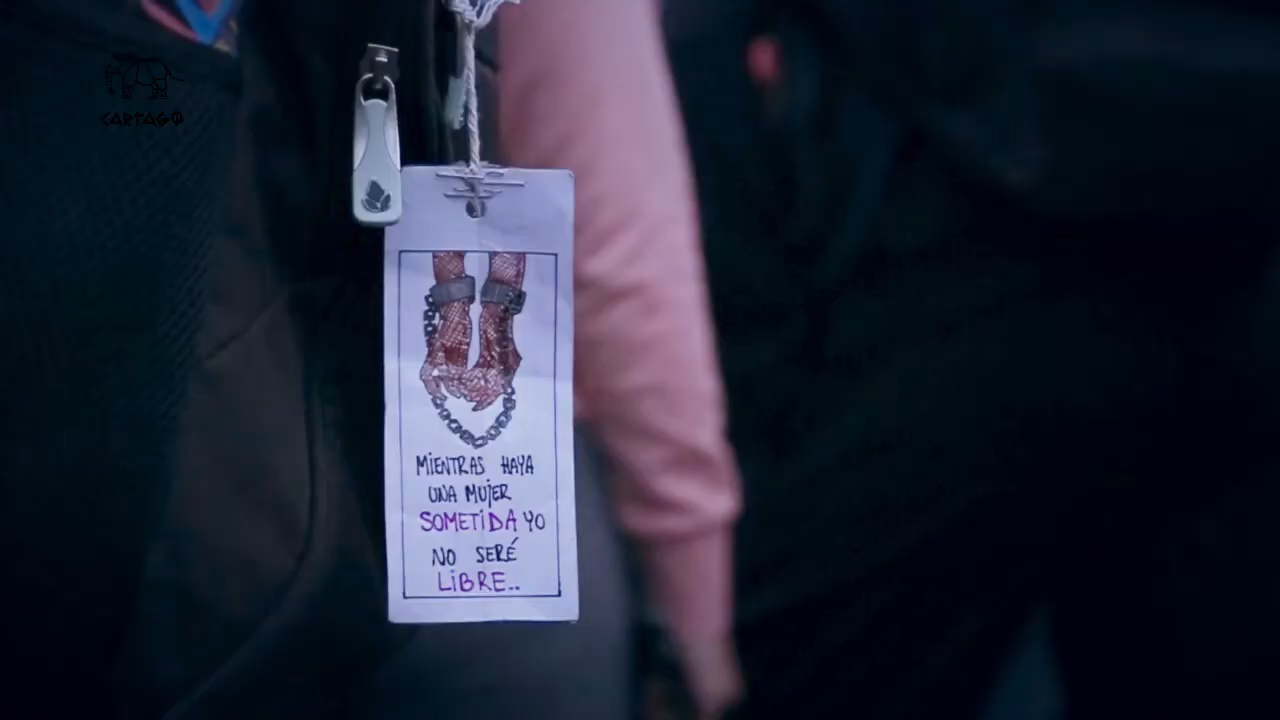 CARTAGO
MIENTRAS HAYA
UNA MUJER
SOMETIDA YO
NO SERÉ
LIBRE..